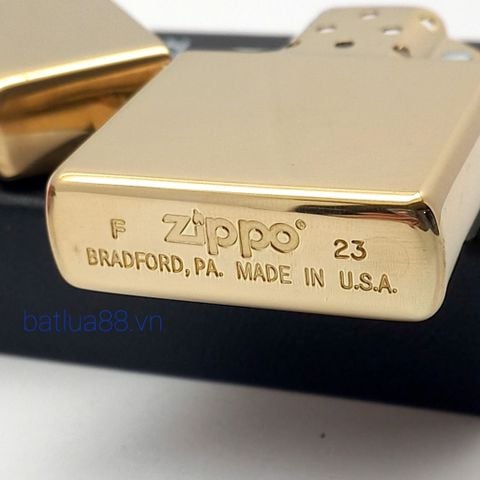 F Zippo® 23
BRADFORD, PA. MADE IN U.S.A.
batlua88.vn